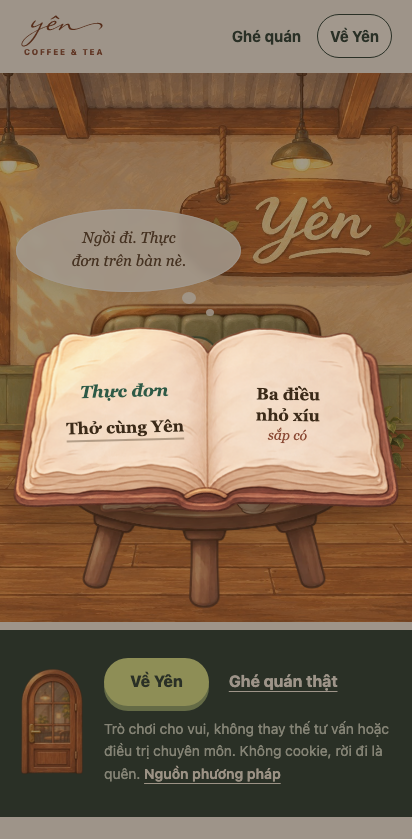 yên
COFFEE & TEA
Ghé quán
Về Yên
Yên
Ngồi đi. Thực
đơn trên bàn nè.
Thực đơn
Thở cùng Yên
Ba điều
nhỏ xíu
sắp có
Về Yên
Ghé quán thật
Trò chơi cho vui, không thay thế tư vấn hoặc
điều trị chuyên môn. Không cookie, rời đi là
quên. Nguồn phương pháp